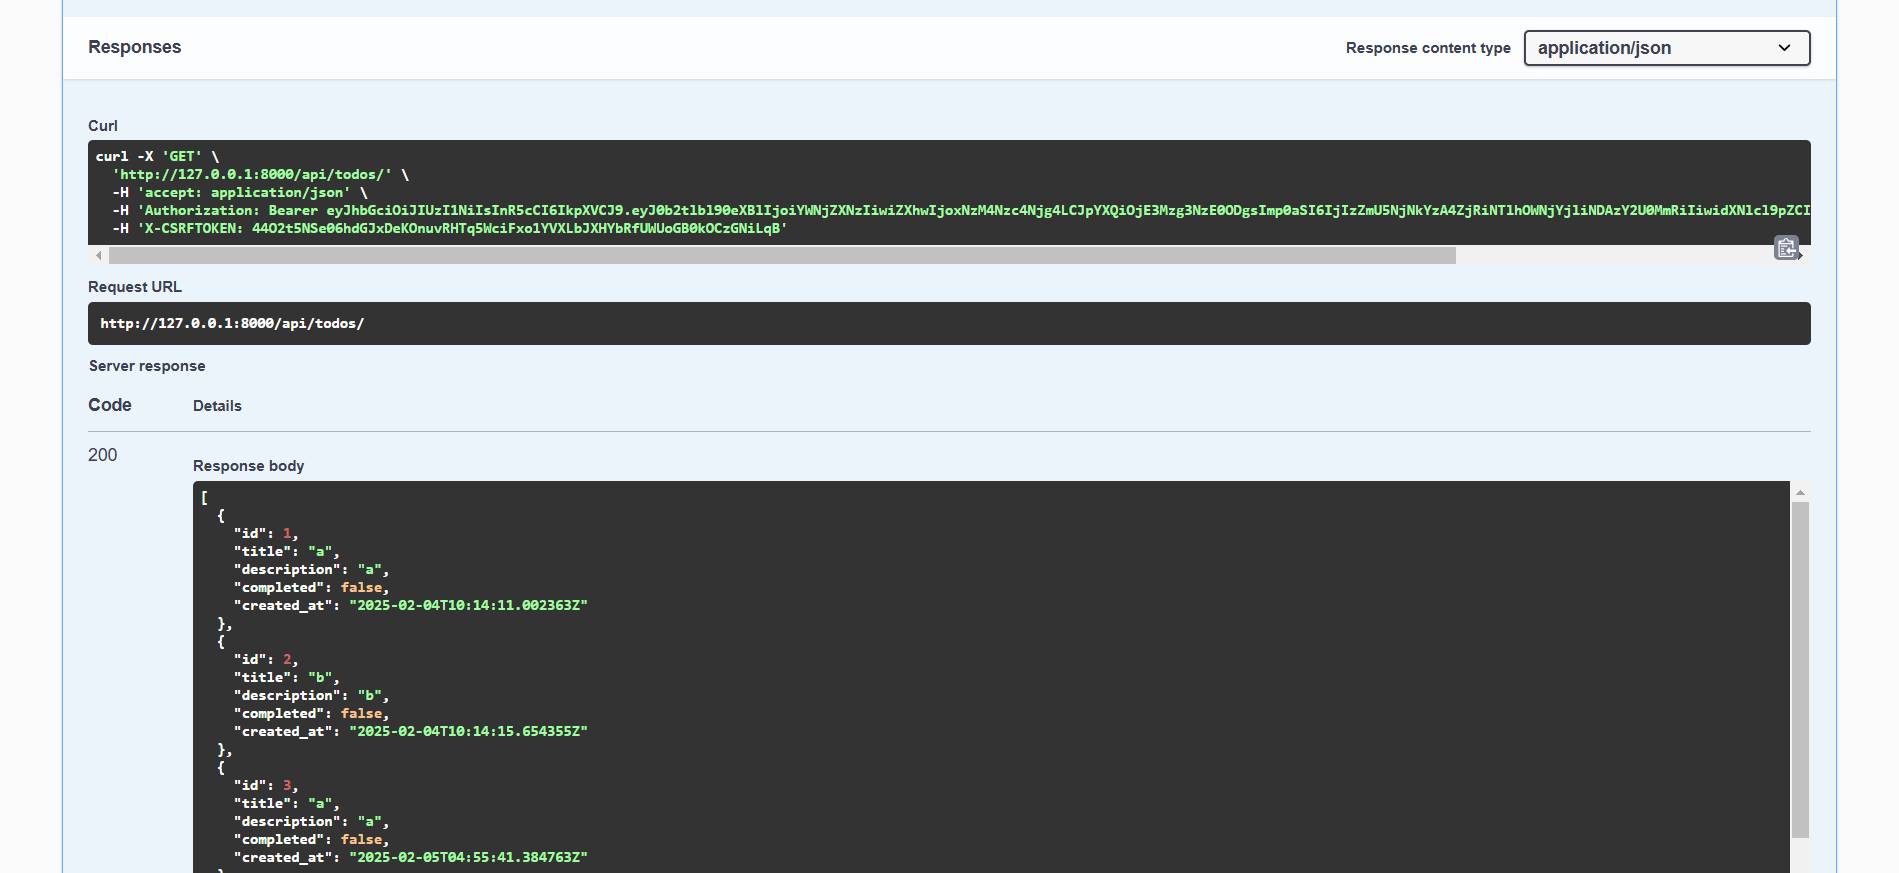 Responses
Response content type
application/json
Curl
curl -X 'GET' \
'http://127.0.0.1:8000/api/todos/' \
-H 'accept: application/json' \
-H 'Authorization: Bearer
-H 'X-CSRFTOKEN:
Request URL
http://127.0.0.1:8000/api/todos/
Server response
Code Details
200
Response body
[
{
"id": 1,
"title": "a",
"description": "a",
"completed": false,
"created_at": "2025-02-04T10:14:11.002363Z"
},
{
"id": 2,
"title": "b",
"description": "b",
"completed": false,
"created_at": "2025-02-04T10:14:15.654355Z"
},
{
"id": 3,
"title": "a",
"description": "a",
"completed": false,
"created_at": "2025-02-05T04:55:41.384763Z"